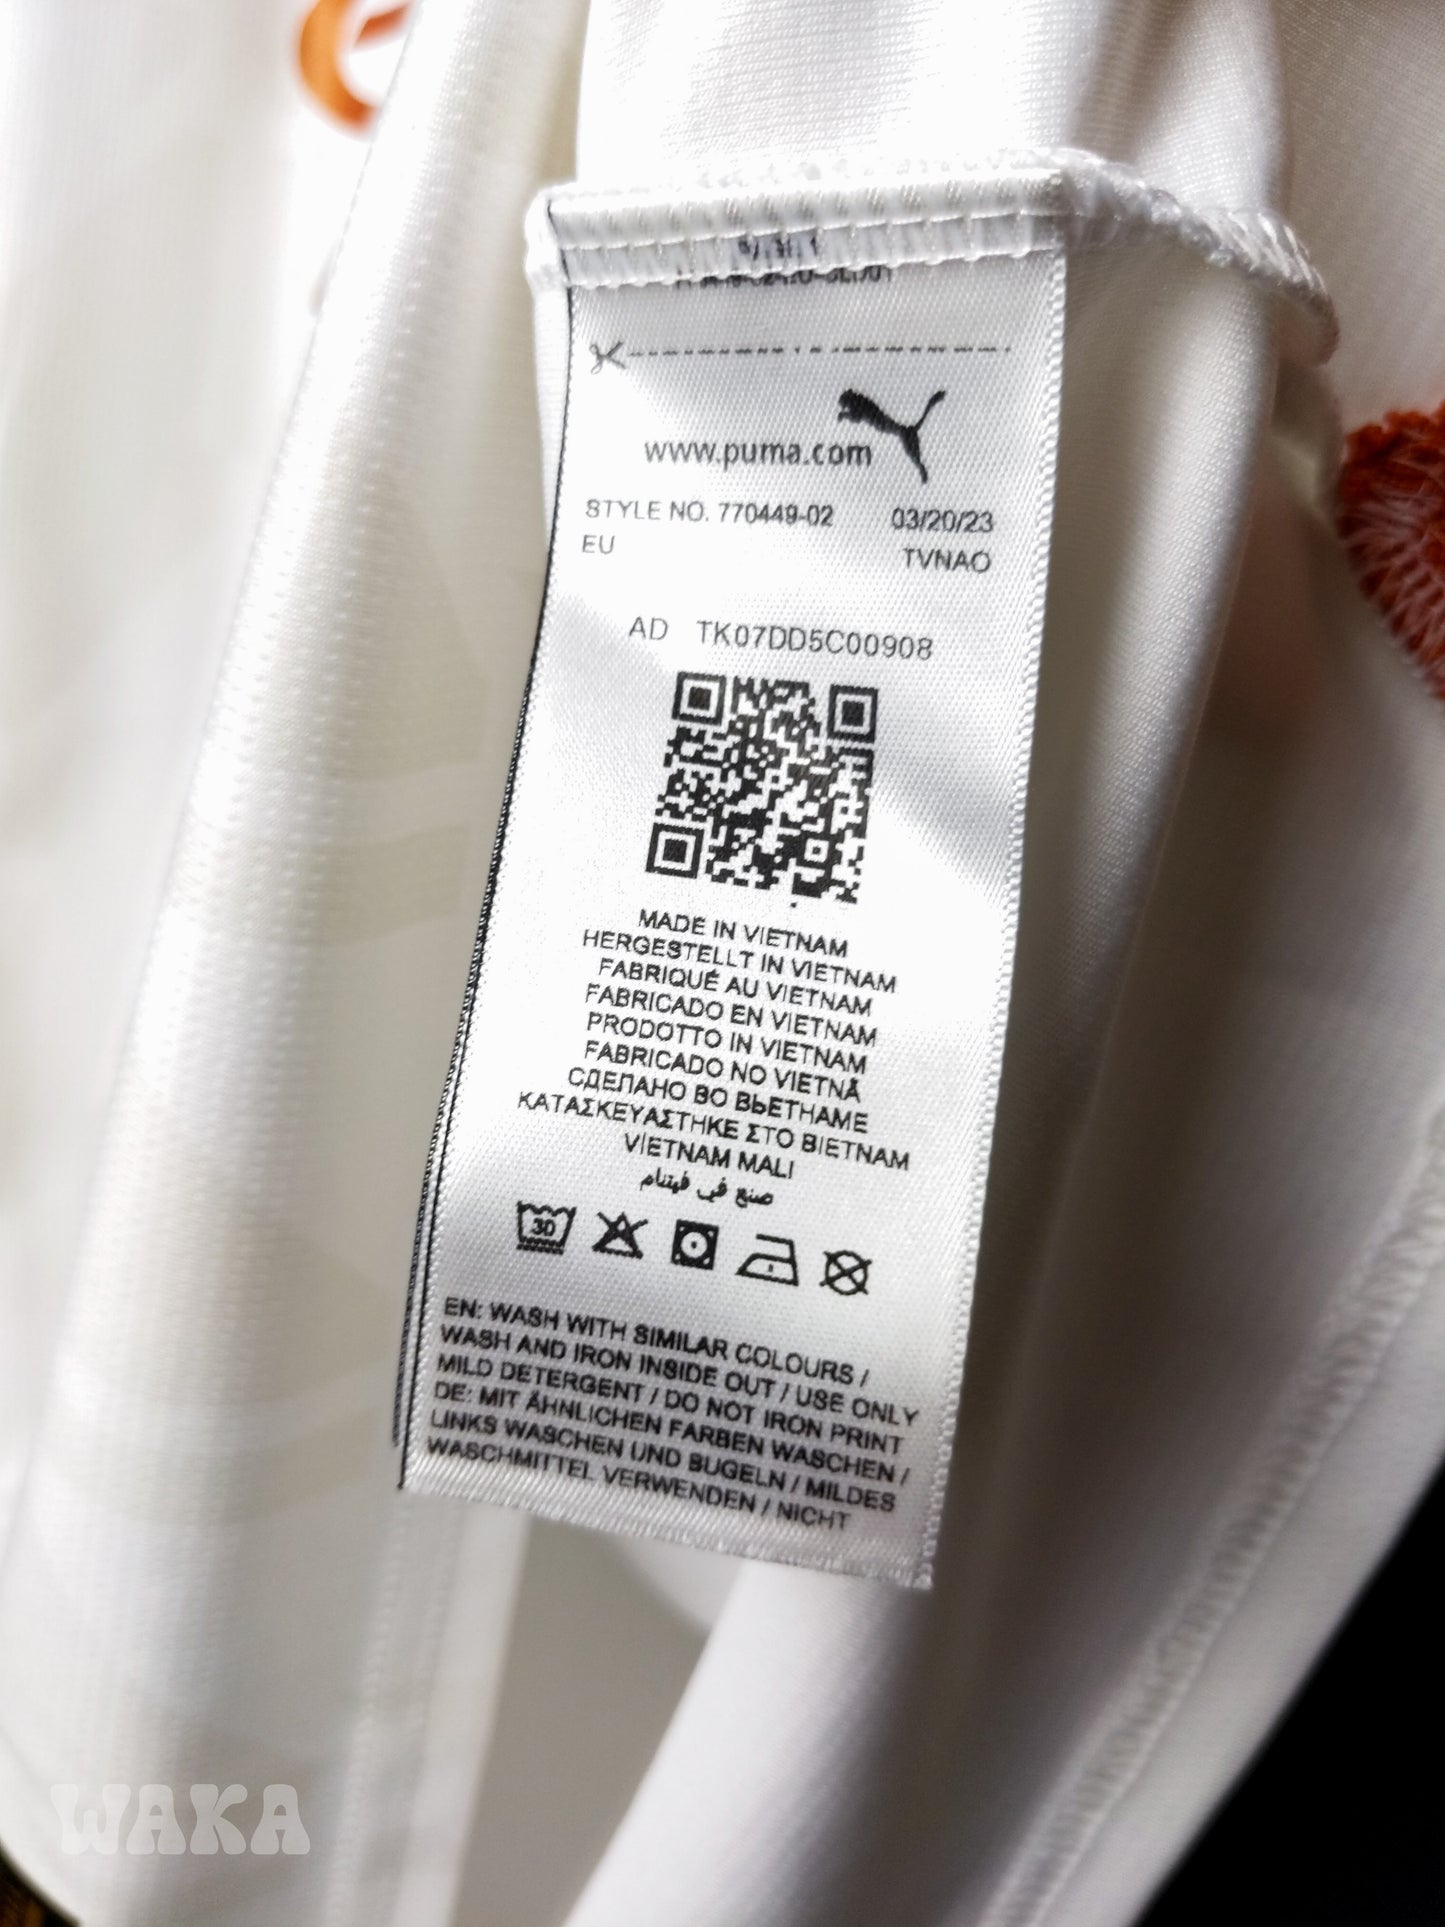 www.puma.com
STYLE NO. 770449-02 03/20/23
EU TVNAO
AD TK07DD5C00908
MADE IN VIETNAM
HERGESTELLT IN VIETNAM
FABRIQUÉ AU VIETNAM
FABRICADO EN VIETNAM
PRODOTTO IN VIETNAM
FABRICADO NO VIETNÃ
СДЕЛАНО ВО ВЬЕТНАМЕ
ΚΑΤΑΣΚΕΥΑΣΤΗΚΕ ΣΤΟ ΒΙΕΤΝΑΜ
VIETNAM MALI
صنع في فيتنام
30
EN: WASH WITH SIMILAR COLOURS /
WASH AND IRON INSIDE OUT / USE ONLY
MILD DETERGENT / DO NOT IRON PRINT
DE: MIT ÄHNLICHEN FARBEN WASCHEN /
LINKS WASCHEN UND BÜGELN / MILDES
WASCHMITTEL VERWENDEN / NICHT
WAKA